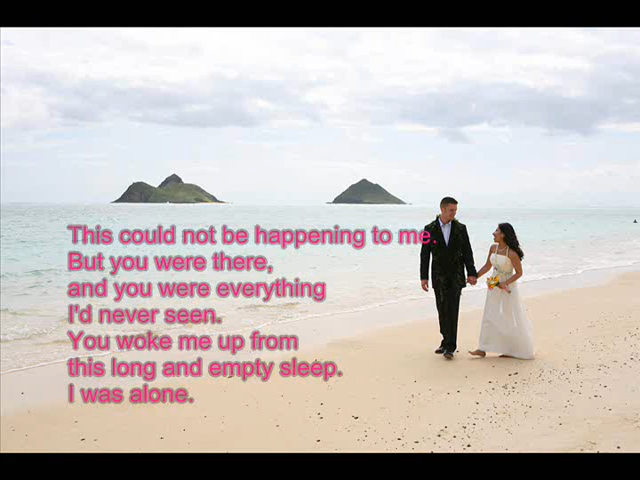 This could not be happening to me.
But you were there,
and you were everything
I'd never seen.
You woke me up from
this long and empty sleep.
I was alone.